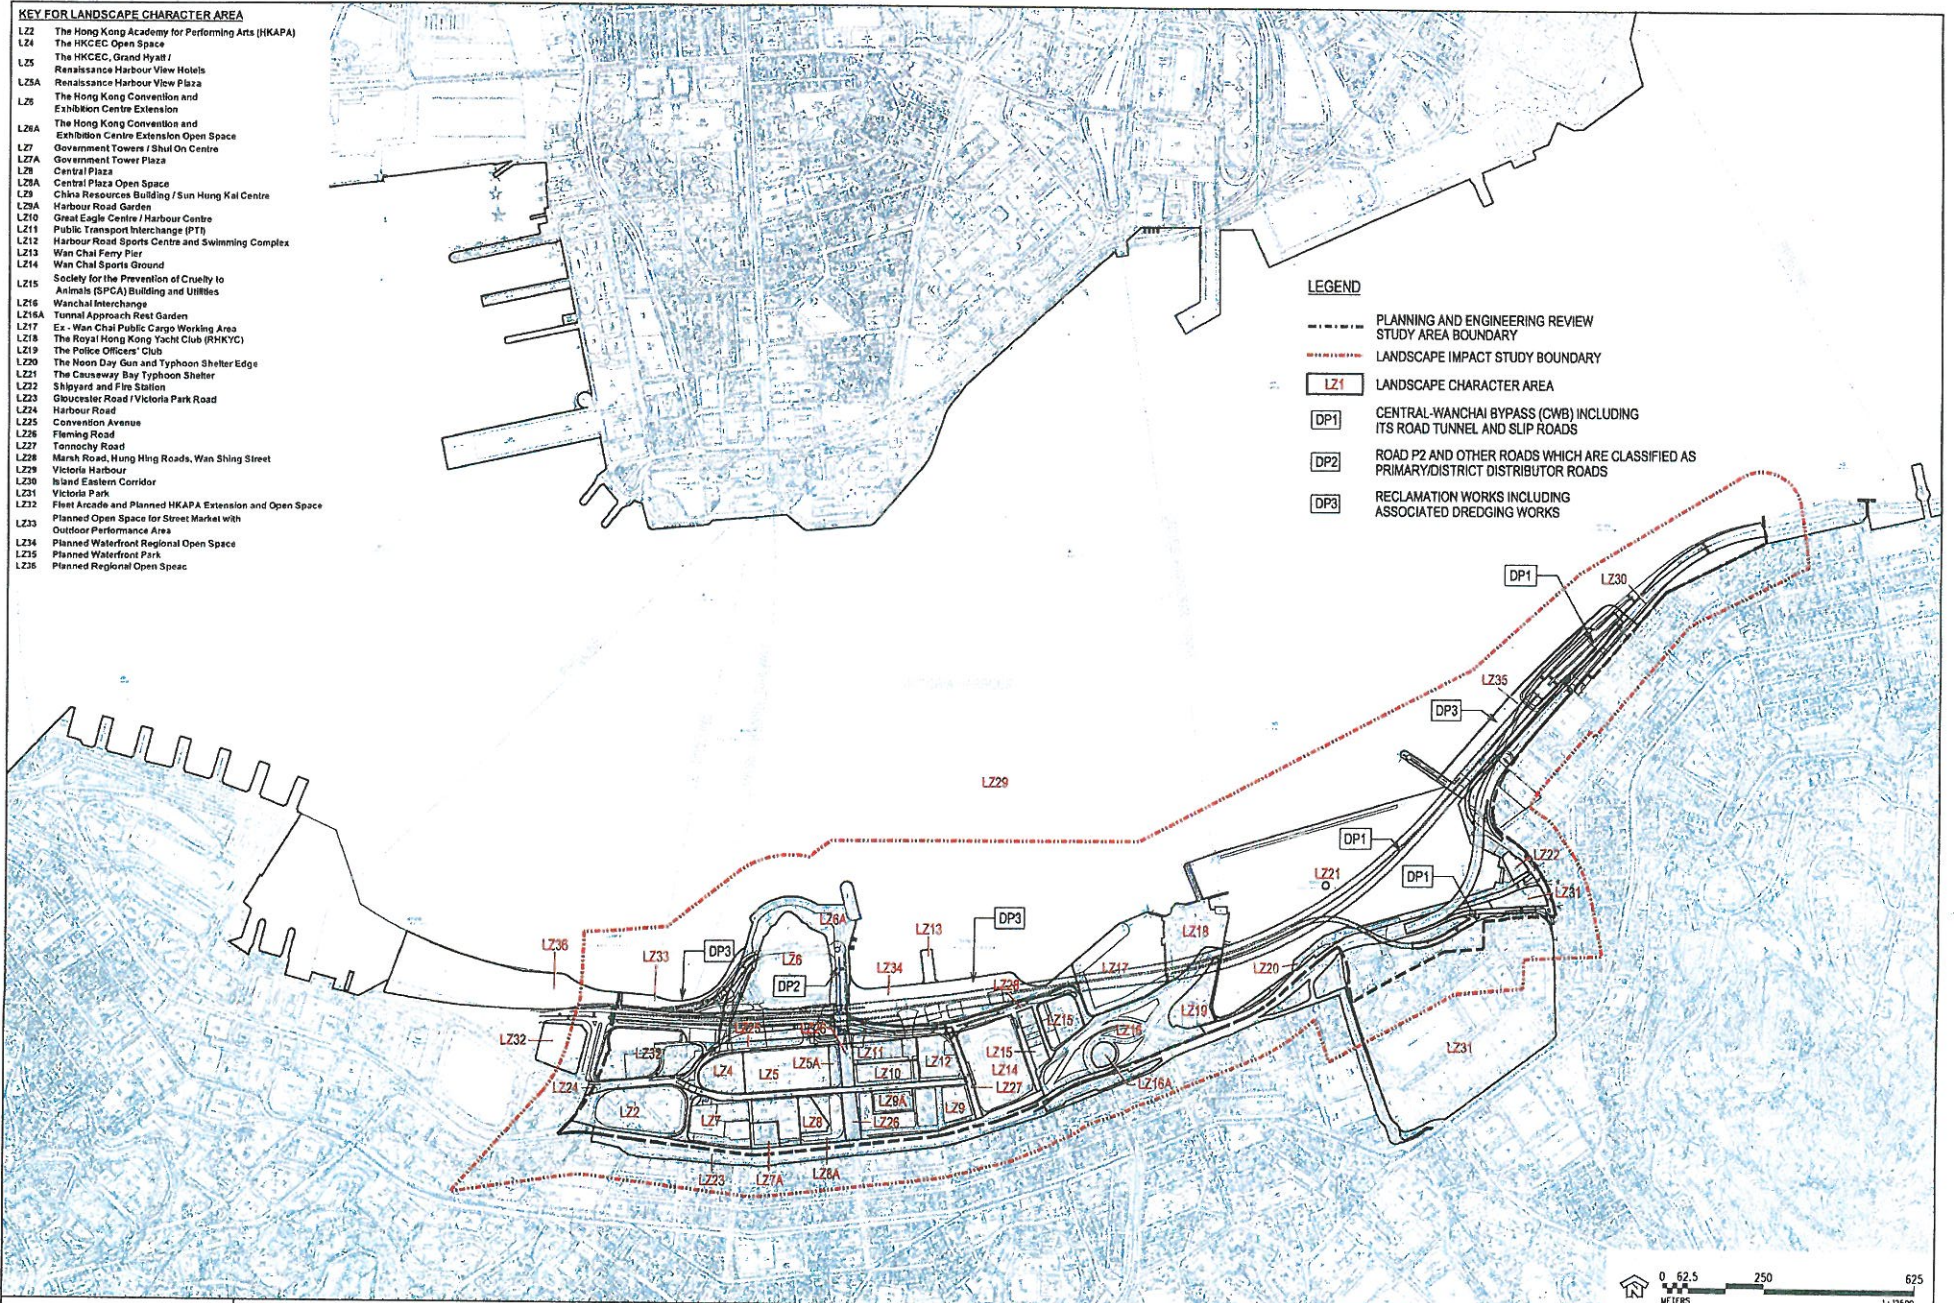 KEY FOR LANDSCAPE CHARACTER AREA
LZ2 The Hong Kong Academy for Performing Arts (HKAPA)
LZ4 The HKCEC Open Space
LZ5 The HKCEC, Grand Hyatt /
Renaissance Harbour View Hotels
LZ5A Renaissance Harbour View Plaza
LZ6 The Hong Kong Convention and
Exhibition Centre Extension
LZ6A The Hong Kong Convention and
Exhibition Centre Extension Open Space
LZ7 Government Towers / Shui On Centre
LZ7A Government Tower Plaza
LZ8 Central Plaza
LZ8A Central Plaza Open Space
LZ9 China Resources Building / Sun Hung Kai Centre
LZ9A Harbour Road Garden
LZ10 Great Eagle Centre / Harbour Centre
LZ11 Public Transport Interchange (PTI)
LZ12 Harbour Road Sports Centre and Swimming Complex
LZ13 Wan Chai Ferry Pier
LZ14 Wan Chai Sports Ground
LZ15 Society for the Prevention of Cruelty to
Animals (SPCA) Building and Utilities
LZ16 Wanchai Interchange
LZ16A Tunnal Approach Rest Garden
LZ17 Ex - Wan Chai Public Cargo Working Area
LZ18 The Royal Hong Kong Yacht Club (RHKYC)
LZ19 The Police Officers' Club
LZ20 The Noon Day Gun and Typhoon Shelter Edge
LZ21 The Causeway Bay Typhoon Shelter
LZ22 Shipyard and Fire Station
LZ23 Gloucester Road / Victoria Park Road
LZ24 Harbour Road
LZ25 Convention Avenue
LZ26 Fleming Road
LZ27 Tonnochy Road
LZ28 Marsh Road, Hung Hing Roads, Wan Shing Street
LZ29 Victoria Harbour
LZ30 Island Eastern Corridor
LZ31 Victoria Park
LZ32 Fleet Arcade and Planned HKAPA Extension and Open Space
LZ33 Planned Open Space for Street Market with
Outdoor Performance Area
LZ34 Planned Waterfront Regional Open Space
LZ35 Planned Waterfront Park
LZ36 Planned Regional Open Speac
LEGEND
PLANNING AND ENGINEERING REVIEW
STUDY AREA BOUNDARY
LANDSCAPE IMPACT STUDY BOUNDARY
LZ1 LANDSCAPE CHARACTER AREA
DP1 CENTRAL-WANCHAI BYPASS (CWB) INCLUDING
ITS ROAD TUNNEL AND SLIP ROADS
DP2 ROAD P2 AND OTHER ROADS WHICH ARE CLASSIFIED AS
PRIMARY/DISTRICT DISTRIBUTOR ROADS
DP3 RECLAMATION WORKS INCLUDING
ASSOCIATED DREDGING WORKS
DP1
LZ30
LZ35
DP3
LZ29
DP1
LZ22
LZ21
DP1
LZ31
LZ6A
DP3
LZ13
LZ18
LZ36
LZ33
DP3
LZ6
LZ34
LZ17
LZ20
DP2
LZ28
LZ19
LZ15
LZ16
LZ25
LZ26
LZ32
LZ32
LZ5A
LZ11
LZ12
LZ15
LZ31
LZ4
LZ5
LZ10
LZ14
LZ24
LZ27
LZ16A
LZ2
LZ7
LZ8
LZ9A
LZ9
LZ26
LZ23
LZ7A
LZ8A
0 62.5 250 625
METERS